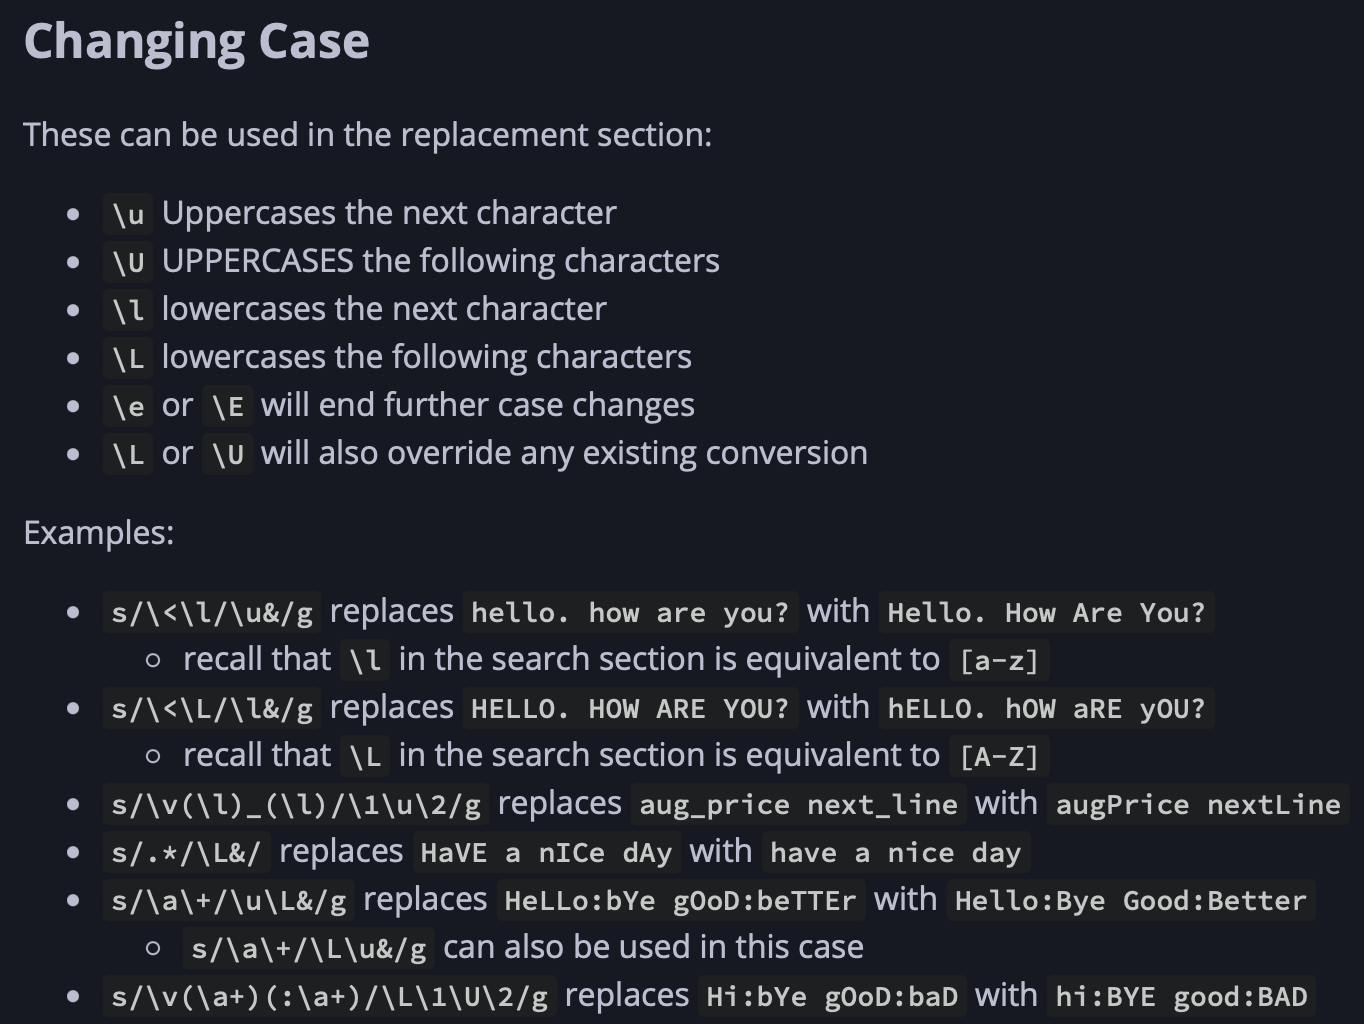 Changing Case
These can be used in the replacement section:
\u Uppercases the next character
\U UPPERCASES the following characters
\l lowercases the next character
\L lowercases the following characters
\e or \E will end further case changes
\L or \U will also override any existing conversion
Examples:
s/\<\l/\u&/g replaces hello. how are you? with Hello. How Are You?
recall that \l in the search section is equivalent to [a-z]
s/\<\L/\l&/g replaces HELLO. HOW ARE YOU? with hELLO. hOW aRE yOU?
recall that \L in the search section is equivalent to [A-Z]
s/\v(\l)_(\l)/\1\u\2/g replaces aug_price next_line with augPrice nextLine
s/.*/\L&/ replaces HaVE a nICe dAy with have a nice day
s/\a\+/\u\L&/g replaces HeLLo:bYe gOoD:beTTEr with Hello:Bye Good:Better
s/\a\+/\L\u&/g can also be used in this case
s/\v(\a+)(:\a+)/\L\1\U\2/g replaces Hi:bYe gOoD:baD with hi:BYE good:BAD